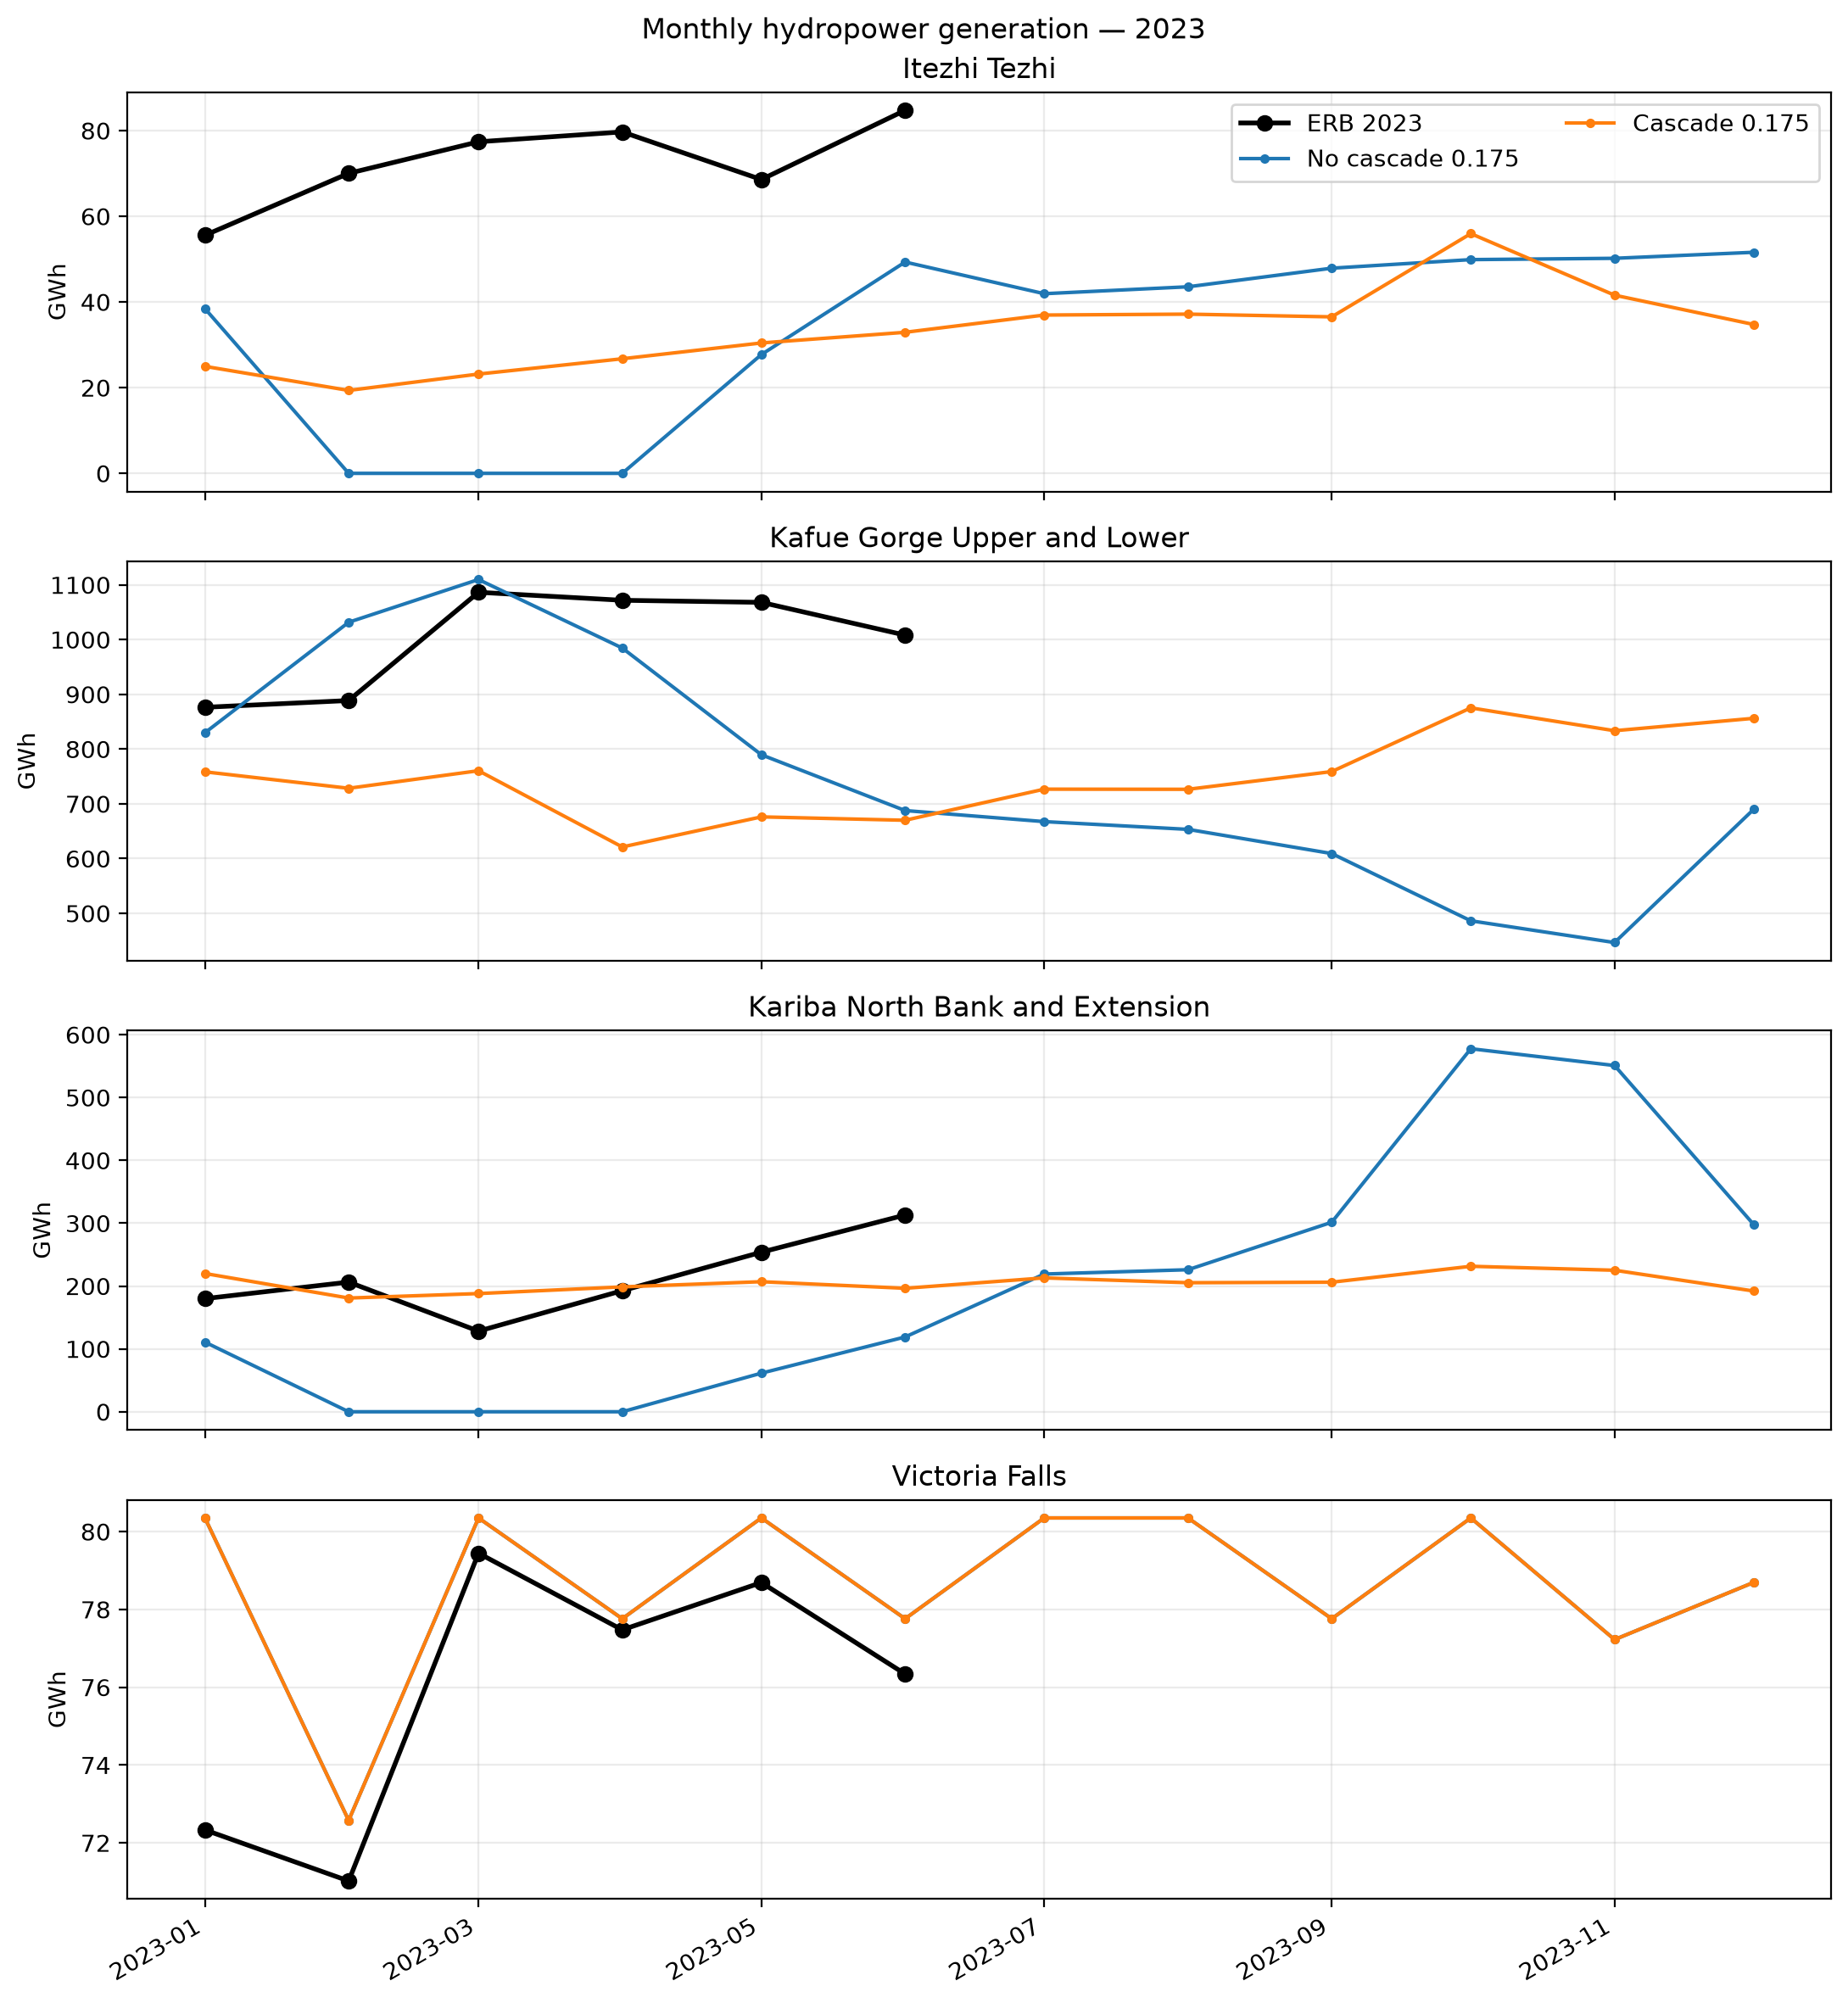 Monthly hydropower generation — 2023
Itezhi Tezhi
ERB 2023
No cascade 0.175
Cascade 0.175
80
60
40
20
0
GWh
Kafue Gorge Upper and Lower
1100
1000
900
800
700
600
500
GWh
Kariba North Bank and Extension
600
500
400
300
200
100
0
GWh
Victoria Falls
80
78
76
74
72
GWh
2023-01
2023-03
2023-05
2023-07
2023-09
2023-11